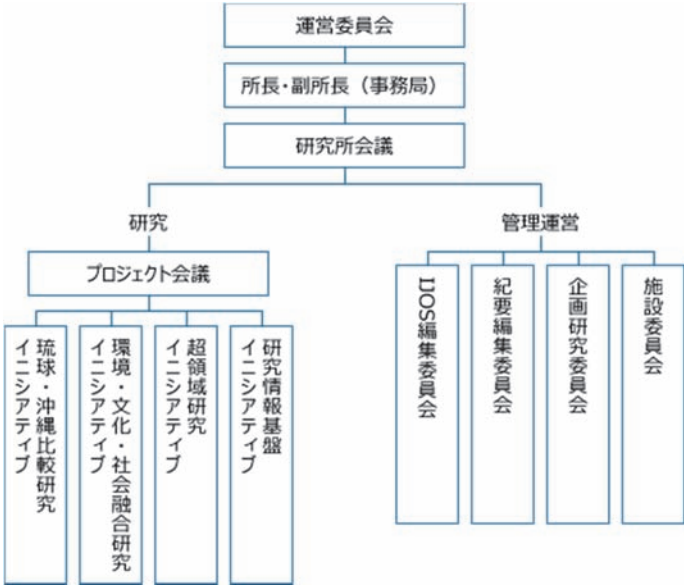 運営委員会
所長・副所長（事務局）
研究所会議
研究
管理運営
プロジェクト会議
琉球・沖縄比較研究
イニシアティブ
環境・文化・社会融合研究
イニシアティブ
超領域研究
イニシアティブ
研究情報基盤
イニシアティブ
IJOS編集委員会
紀要編集委員会
企画研究委員会
施設委員会